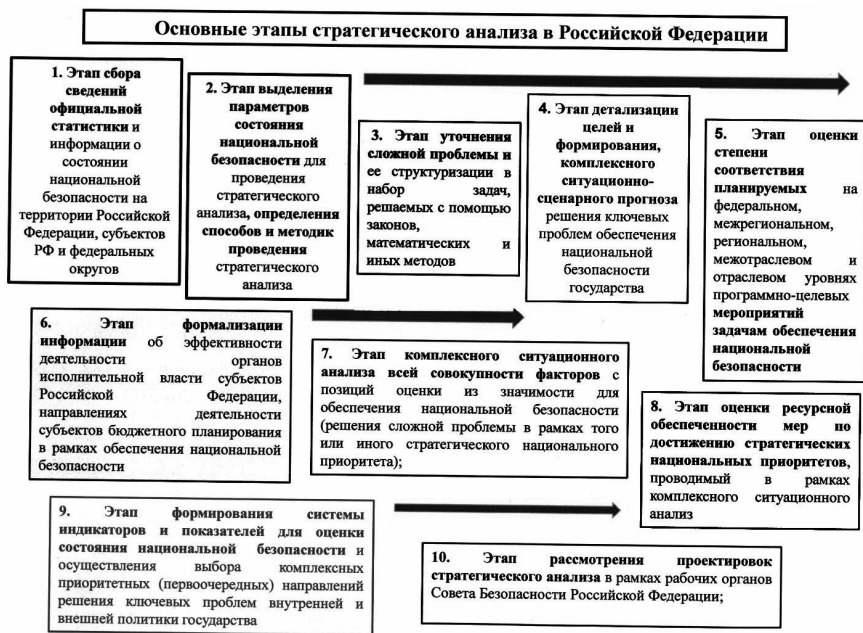 Основные этапы стратегического анализа в Российской Федерации
1. Этап сбора
сведений
официальной
статистики и
информации о
состоянии
национальной
безопасности на
территории Российской
Федерации, субъектов
РФ и федеральных
округов
2. Этап выделения
параметров
состояния
национальной
безопасности для
проведения
стратегического
анализа, определения
способов и методик
проведения
стратегического
анализа
3. Этап уточнения
сложной проблемы и
ее структуризации в
набор задач,
решаемых с помощью
законов,
математических и
иных методов
4. Этап детализации
целей и
формирования,
комплексного
ситуационно-
сценарного прогноза
решения ключевых
проблем обеспечения
национальной
безопасности
государства
5. Этап оценки
степени
соответствия
планируемых на
федеральном,
межрегиональном,
региональном,
межотраслевом и
отраслевом уровнях
программно-целевых
мероприятий
задачам обеспечения
национальной
безопасности
6. Этап формализации
информации об эффективности
деятельности органов
исполнительной власти субъектов
Российской Федерации,
направлениях деятельности
субъектов бюджетного планирования
в рамках обеспечения национальной
безопасности
7. Этап комплексного ситуационного
анализа всей совокупности факторов с
позиций оценки из значимости для
обеспечения национальной безопасности
(решения сложной проблемы в рамках того
или иного стратегического национального
приоритета);
8. Этап оценки ресурсной
обеспеченности мер по
достижению стратегических
национальных приоритетов,
проводимый в рамках
комплексного ситуационного
анализ
9. Этап формирования системы
индикаторов и показателей для оценки
состояния национальной безопасности и
осуществления выбора комплексных
приоритетных (первоочередных) направлений
решения ключевых проблем внутренней и
внешней политики государства
10. Этап рассмотрения проектировок
стратегического анализа в рамках рабочих органов
Совета Безопасности Российской Федерации;